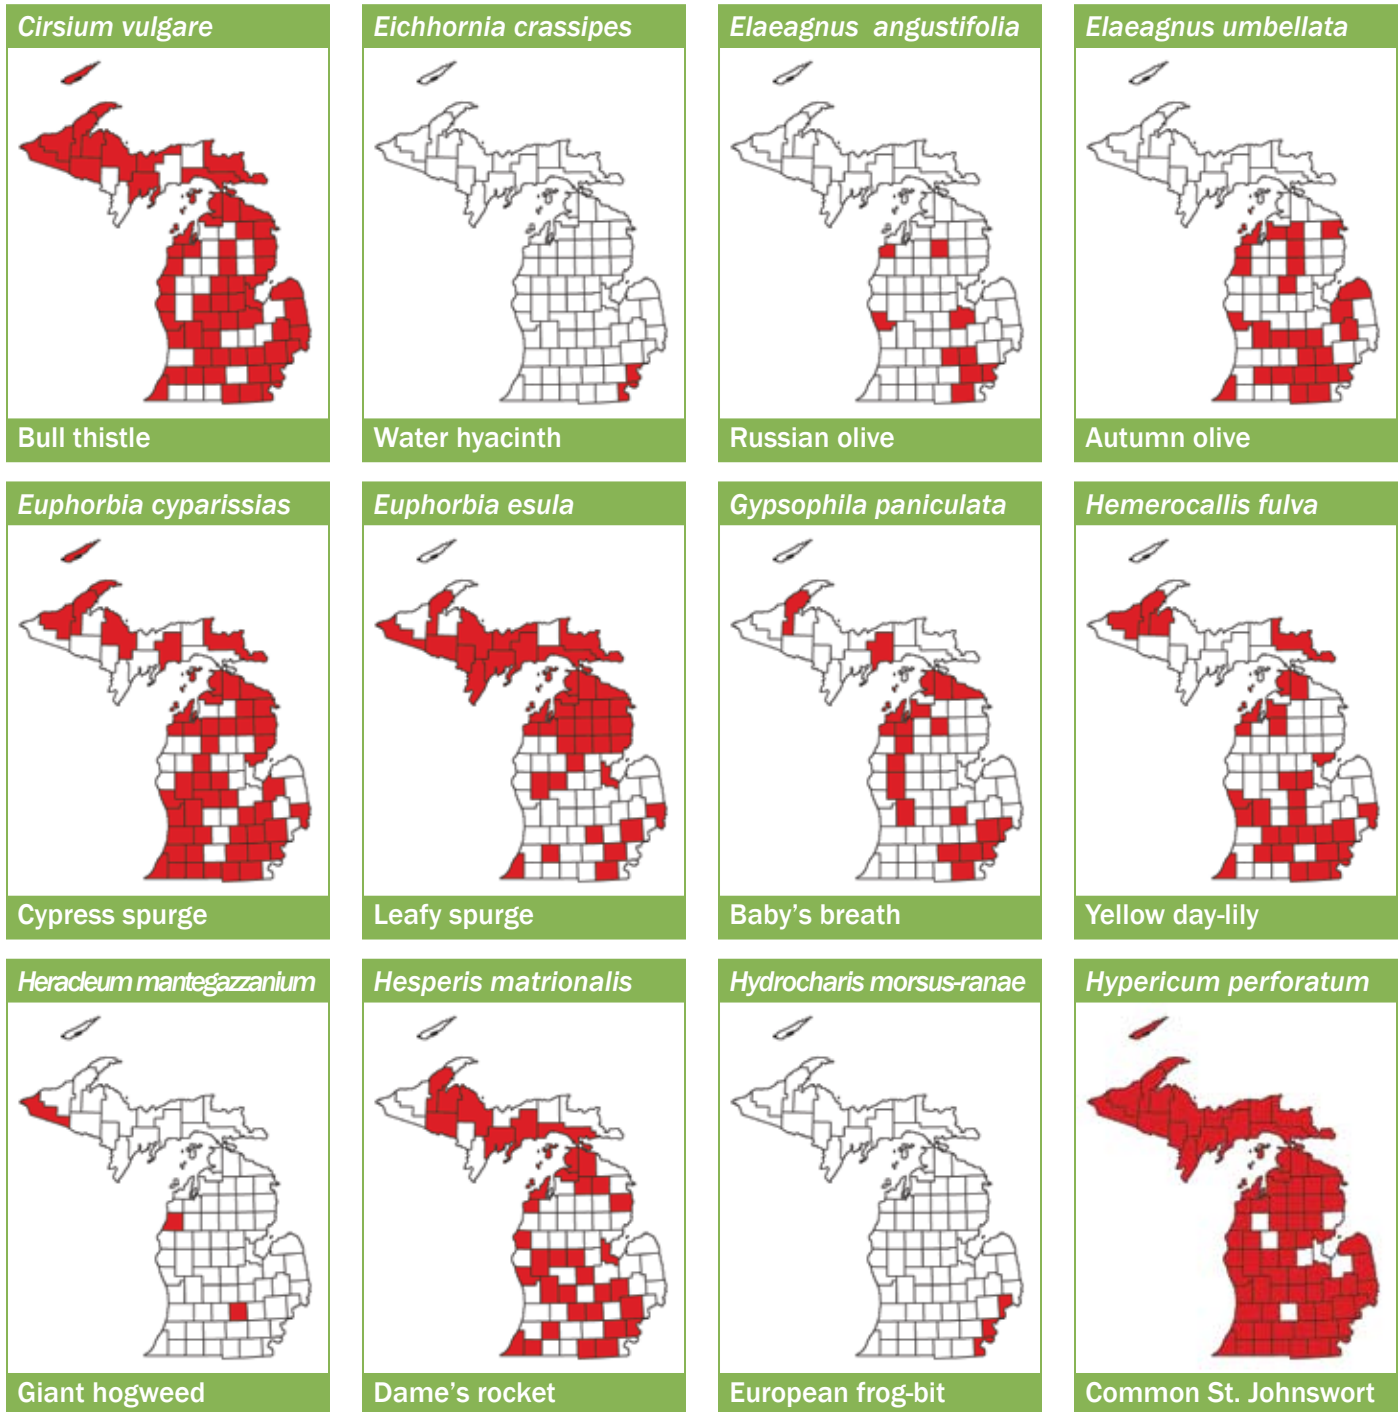 Cirsium vulgare
Eichhornia crassipes
Elaeagnus angustifolia
Elaeagnus umbellata
Bull thistle
Water hyacinth
Russian olive
Autumn olive
Euphorbia cyparissias
Euphorbia esula
Gypsophila paniculata
Hemerocallis fulva
Cypress spurge
Leafy spurge
Baby's breath
Yellow day-lily
Heracleum mantegazzanium
Hesperis matrionalis
Hydrocharis morsus-ranae
Hypericum perforatum
Giant hogweed
Dame's rocket
European frog-bit
Common St. Johnswort